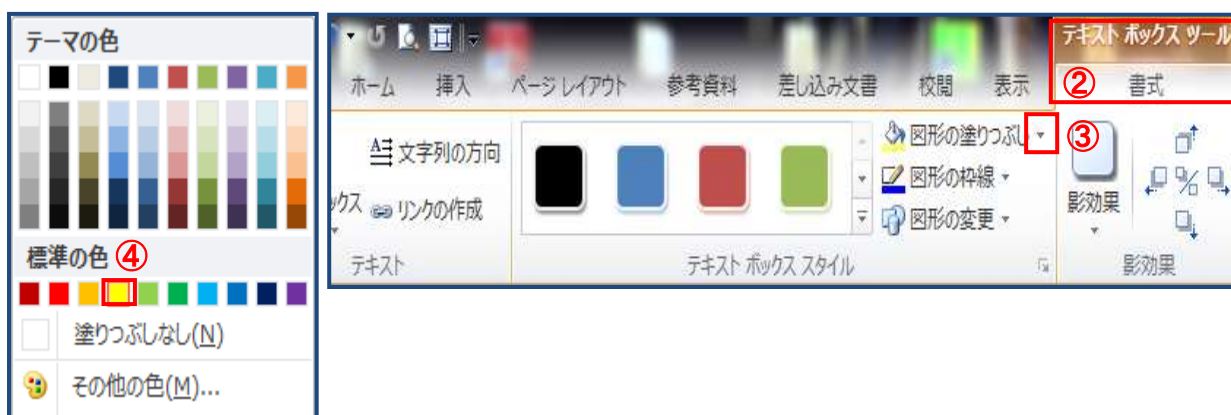 テーマの色
標準の色 ④
塗りつぶしなし(N)
その他の色(M)...
テキスト ボックス ツール
ホーム 挿入 ページ レイアウト 参考資料 差し込み文書 校閲 表示 ② 書式
文字列の方向 図形の塗りつぶし ③
図形の枠線
ックス リンクの作成 図形の変更 影効果
テキスト テキスト ボックス スタイル 影効果